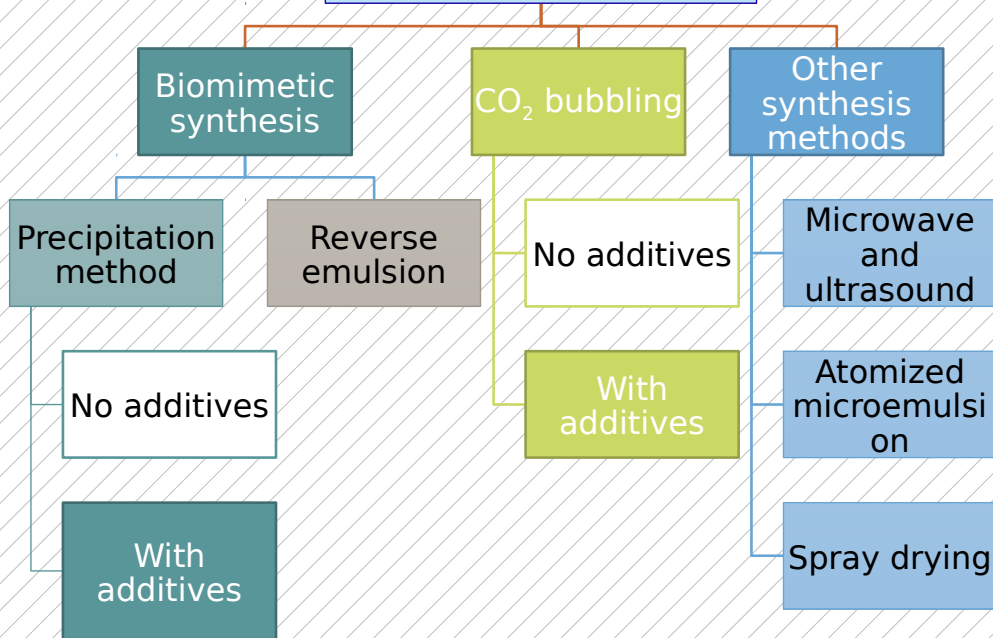 Biomimetic
synthesis
CO₂ bubbling
Other
synthesis
methods
Precipitation
method
Reverse
emulsion
No additives
Microwave
and
ultrasound
No additives
With
additives
Atomized
microemulsi
on
With
additives
Spray drying